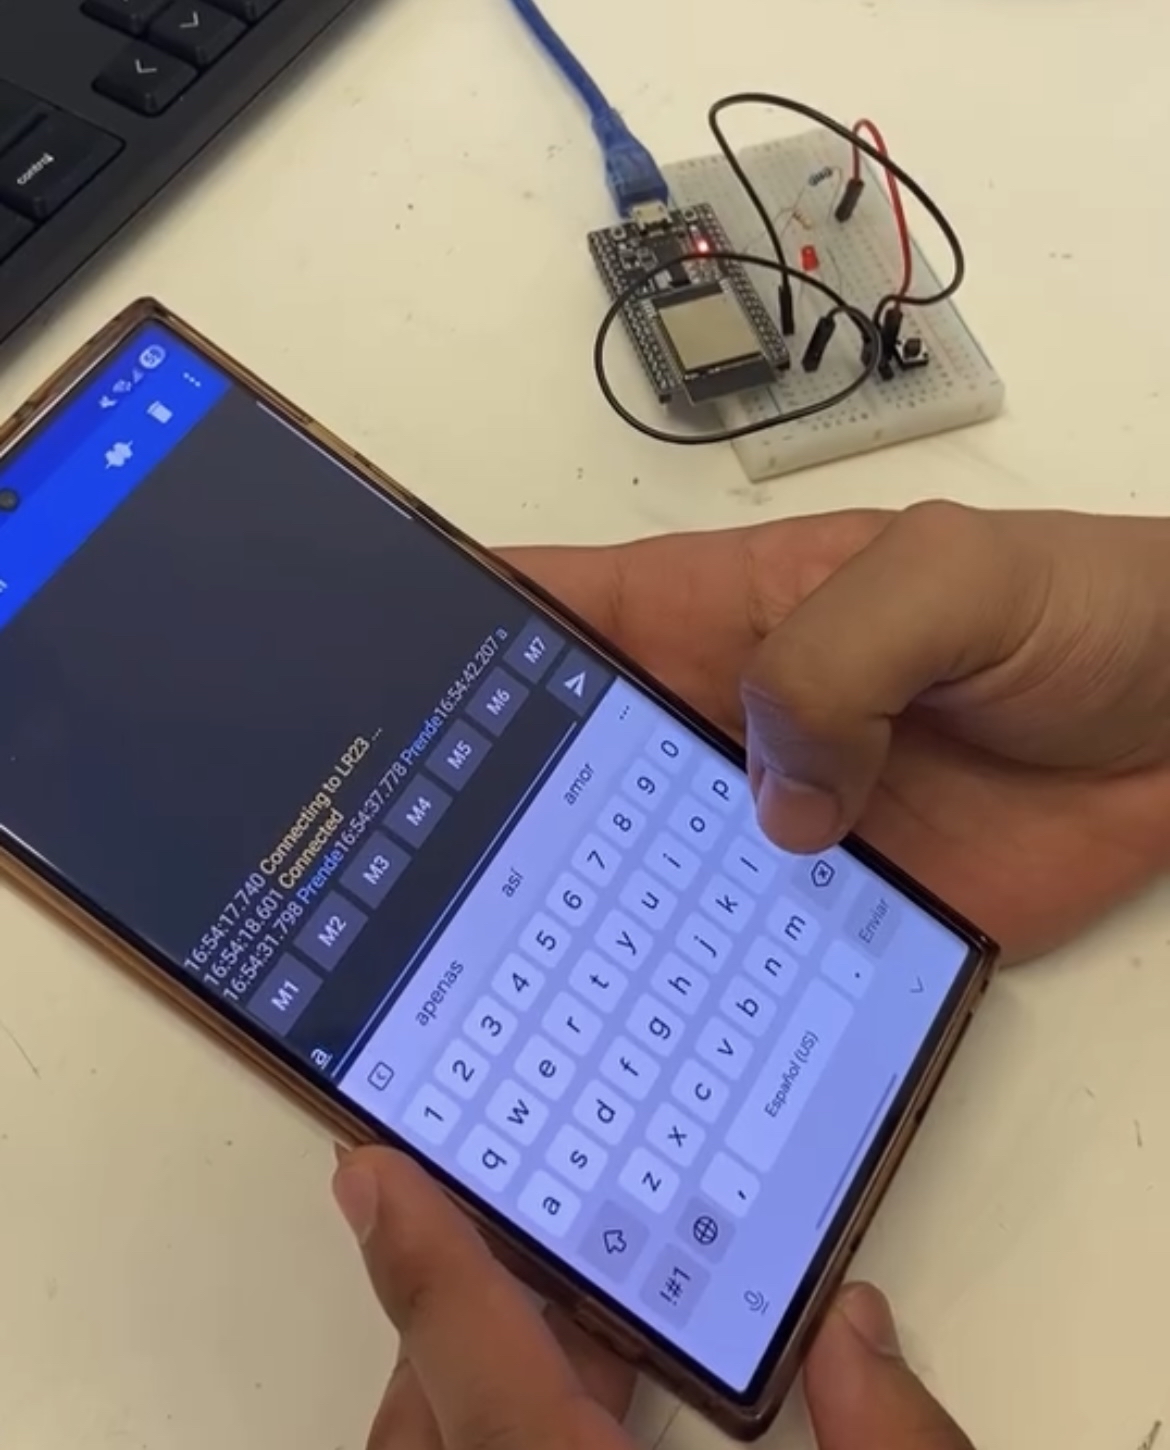 control
16:54:17.740 Connecting to LR23 ...
16:54:18.601 Connected
16:54:31.798 Prende16:54:37.778 Prende16:54:42.207 a
M1 M2 M3 M4 M5 M6 M7
a
apenas así amor
1 2 3 4 5 6 7 8 9 0
q w e r t y u i o p
a s d f g h j k l
z x c v b n m
!#1 , Español (US) . Enviar